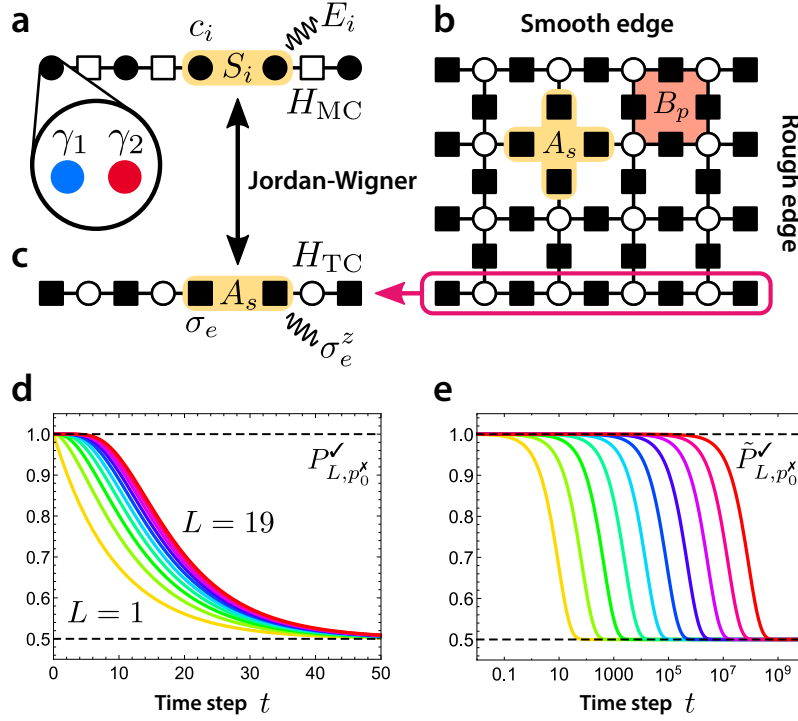 a
c_i
S_i
E_i
H_MC
γ_1 γ_2
Jordan-Wigner
b
Smooth edge
B_p
A_s
Rough edge
c
H_TC
A_s
σ_e
σ_e^z
d
1.0
0.9
0.8
0.7
0.6
0.5
P^✓_{L,p_0^✗}
L = 19
L = 1
0 10 20 30 40 50
Time step t
e
1.0
0.9
0.8
0.7
0.6
0.5
P̃^✓_{L,p_0^✗}
0.1 10 1000 10^5 10^7 10^9
Time step t